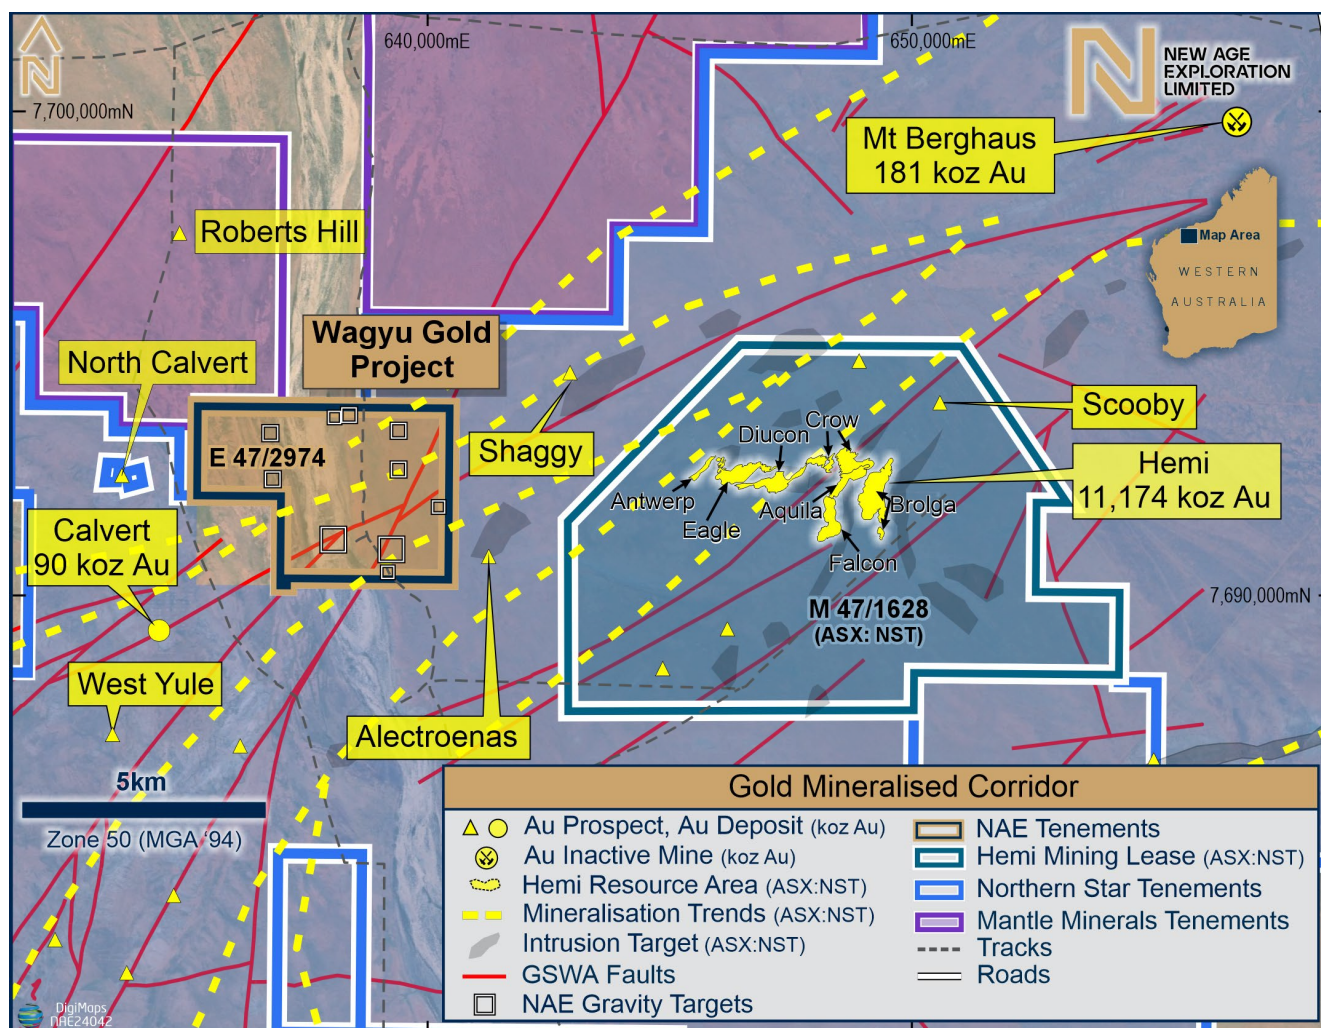 640,000mE
650,000mE
N
N
NEW AGE
EXPLORATION
LIMITED
7,700,000mN
Mt Berghaus
181 koz Au
Roberts Hill
Map Area
WESTERN
AUSTRALIA
Wagyu Gold
Project
North Calvert
Scooby
Crow
Diucon
Shaggy
E 47/2974
Hemi
11,174 koz Au
Antwerp
Eagle
Aquila
Brolga
Calvert
90 koz Au
Falcon
7,690,000mN
M 47/1628
(ASX: NST)
West Yule
Alectroenas
5km
Zone 50 (MGA '94)
Gold Mineralised Corridor
Au Prospect, Au Deposit (koz Au)
Au Inactive Mine (koz Au)
Hemi Resource Area (ASX:NST)
Mineralisation Trends (ASX:NST)
Intrusion Target (ASX:NST)
GSWA Faults
NAE Gravity Targets
NAE Tenements
Hemi Mining Lease (ASX:NST)
Northern Star Tenements
Mantle Minerals Tenements
Tracks
Roads
DigiMaps
NAE24042